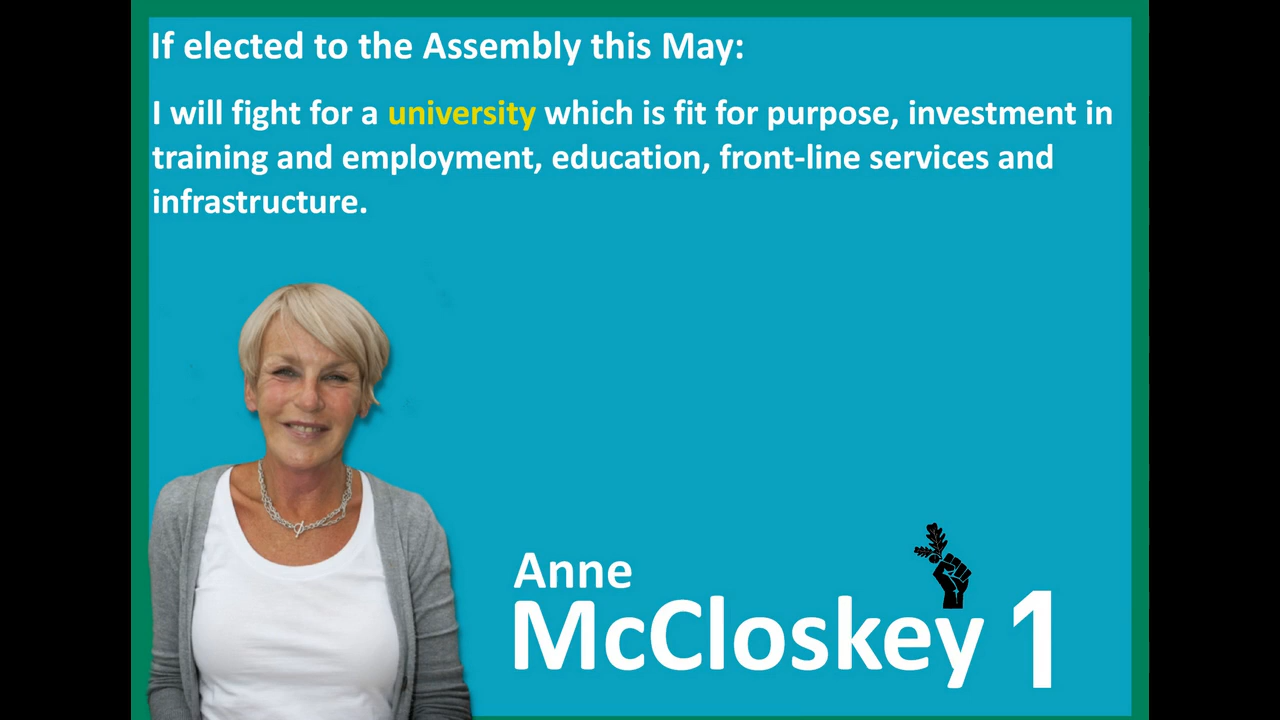 If elected to the Assembly this May:
I will fight for a university which is fit for purpose, investment in
training and employment, education, front-line services and
infrastructure.
Anne
McCloskey 1